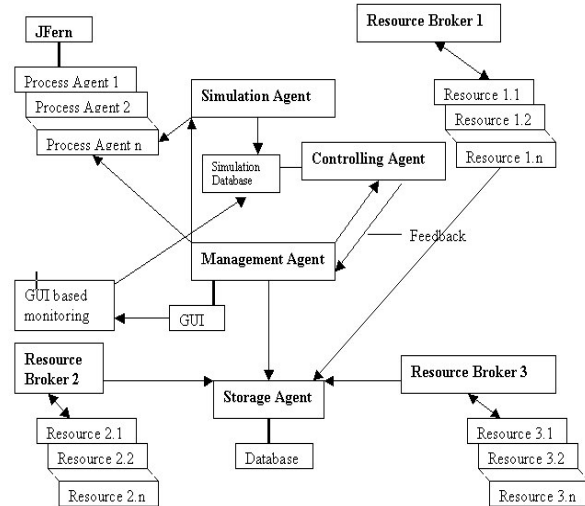 JFern
Process Agent 1
Process Agent 2
Process Agent n
Simulation Agent
Resource Broker 1
Resource 1.1
Resource 1.2
Resource 1.n
Simulation
Database
Controlling Agent
Feedback
Management Agent
GUI based
monitoring
GUI
Resource
Broker 2
Resource 2.1
Resource 2.2
Resource 2.n
Storage Agent
Database
Resource Broker 3
Resource 3.1
Resource 3.2
Resource 3.n